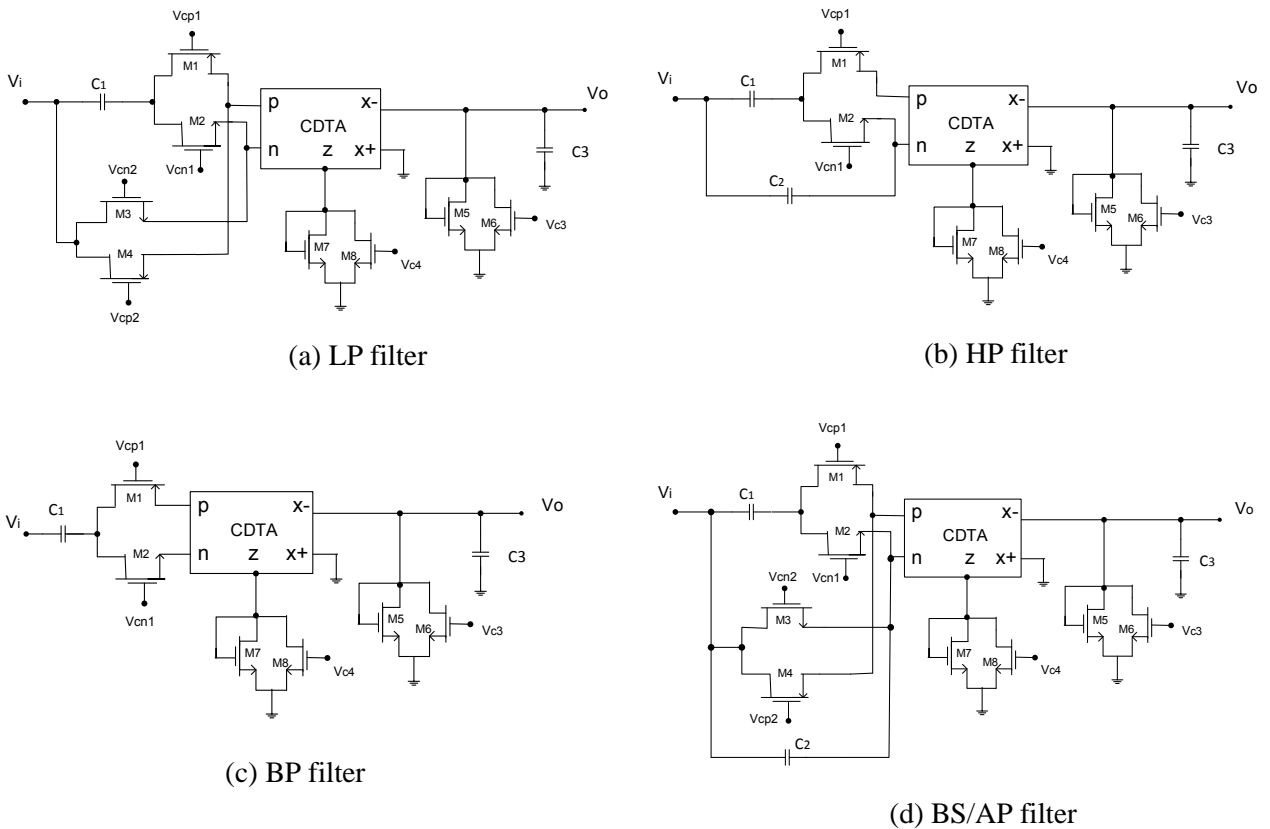 Vcp1
M1
Vi
C1
M2
Vcn1
p
x-
CDTA
n
z
x+
Vo
C3
Vcn2
M3
M4
Vcp2
M5
M6
Vc3
M7
M8
Vc4
(a) LP filter
Vcp1
M1
Vi
C1
M2
Vcn1
p
x-
CDTA
n
z
x+
Vo
C3
C2
M5
M6
Vc3
M7
M8
Vc4
(b) HP filter
Vcp1
M1
Vi
C1
M2
Vcn1
p
x-
CDTA
n
z
x+
Vo
C3
M5
M6
Vc3
M7
M8
Vc4
(c) BP filter
Vcp1
M1
Vi
C1
M2
Vcn1
p
x-
CDTA
n
z
x+
Vo
C3
Vcn2
M3
M4
Vcp2
C2
M5
M6
Vc3
M7
M8
Vc4
(d) BS/AP filter